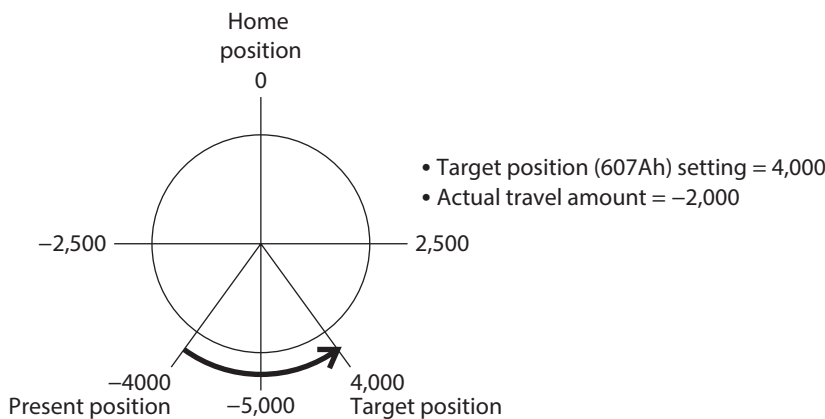 Home
position
0
• Target position (607Ah) setting = 4,000
• Actual travel amount = −2,000
−2,500
2,500
−4000
Present position
−5,000
4,000
Target position